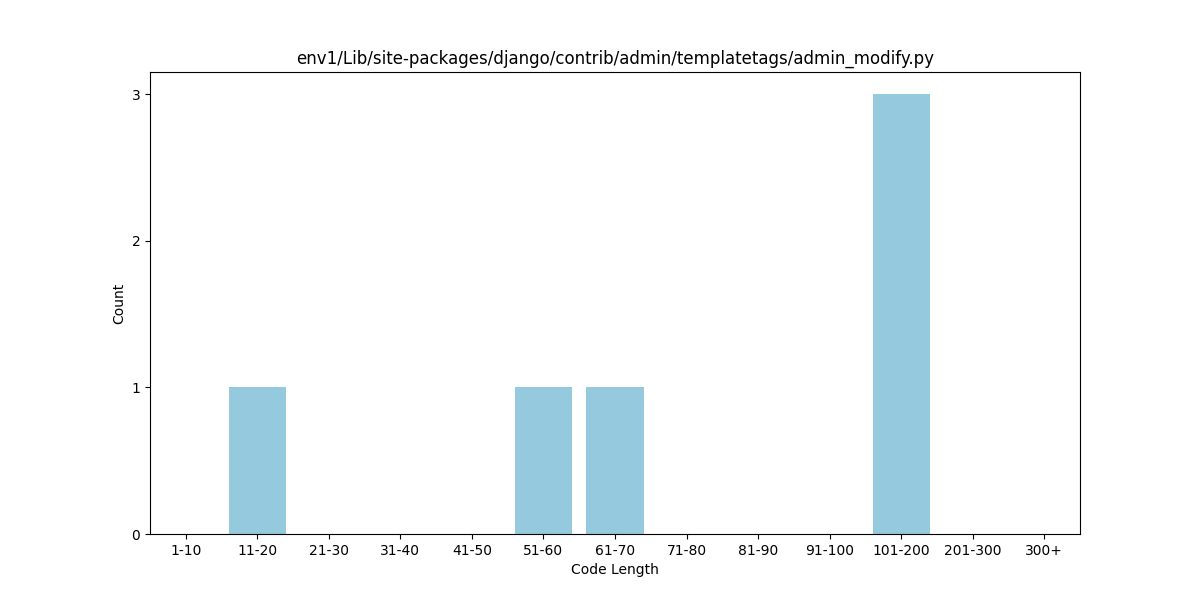 env1/Lib/site-packages/django/contrib/admin/templatetags/admin_modify.py
3
2
1
0
Count
1-10 11-20 21-30 31-40 41-50 51-60 61-70 71-80 81-90 91-100 101-200 201-300 300+
Code Length